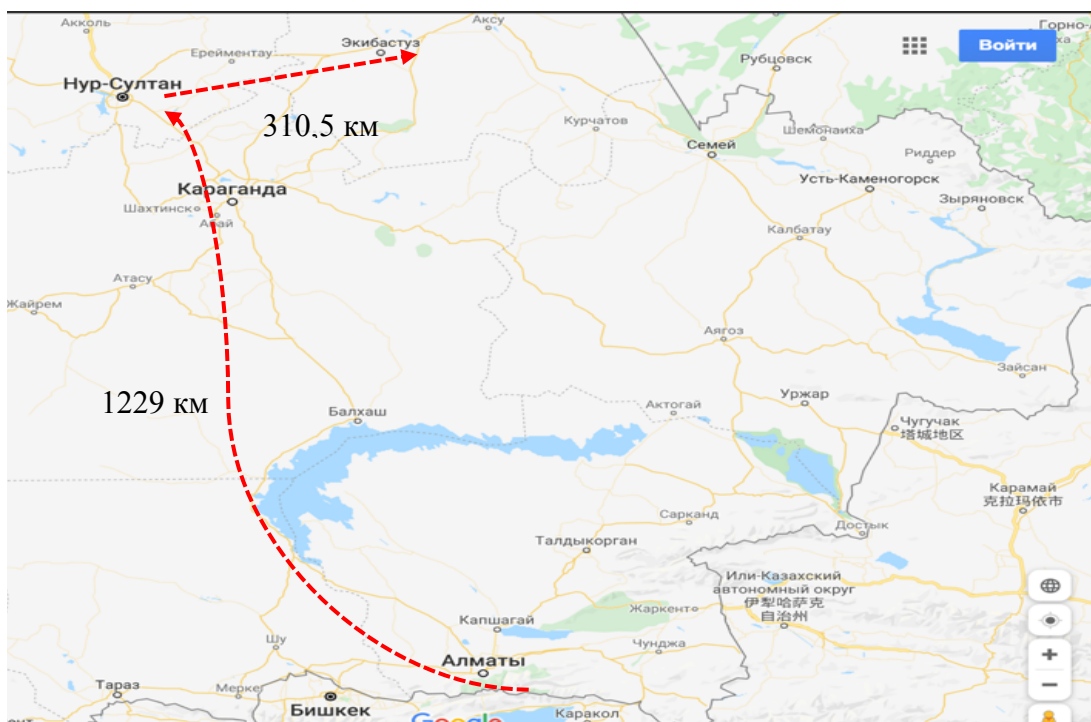 Акколь
Аксу
Горно-
Экибастуз
Ерейментау
Войти
Рубцовск
Нур-Султан
310,5 км
Курчатов
Шемонаиха
Семей
Риддер
Караганда
Усть-Каменогорск
Зыряновск
Шахтинск
Абай
Калбатау
Атасу
Жайрем
Аягоз
Зайсан
1229 км
Балхаш
Актогай
Уржар
Чугучак
塔城地区
Карамай
克拉玛依市
Сарканд
Достык
Талдыкорган
Или-Казахский
автономный округ
伊犁哈萨克
自治州
Жаркент
Капшагай
Шу
Чунджа
Алматы
Тараз
Мерке
Бишкек
Каракол
Google